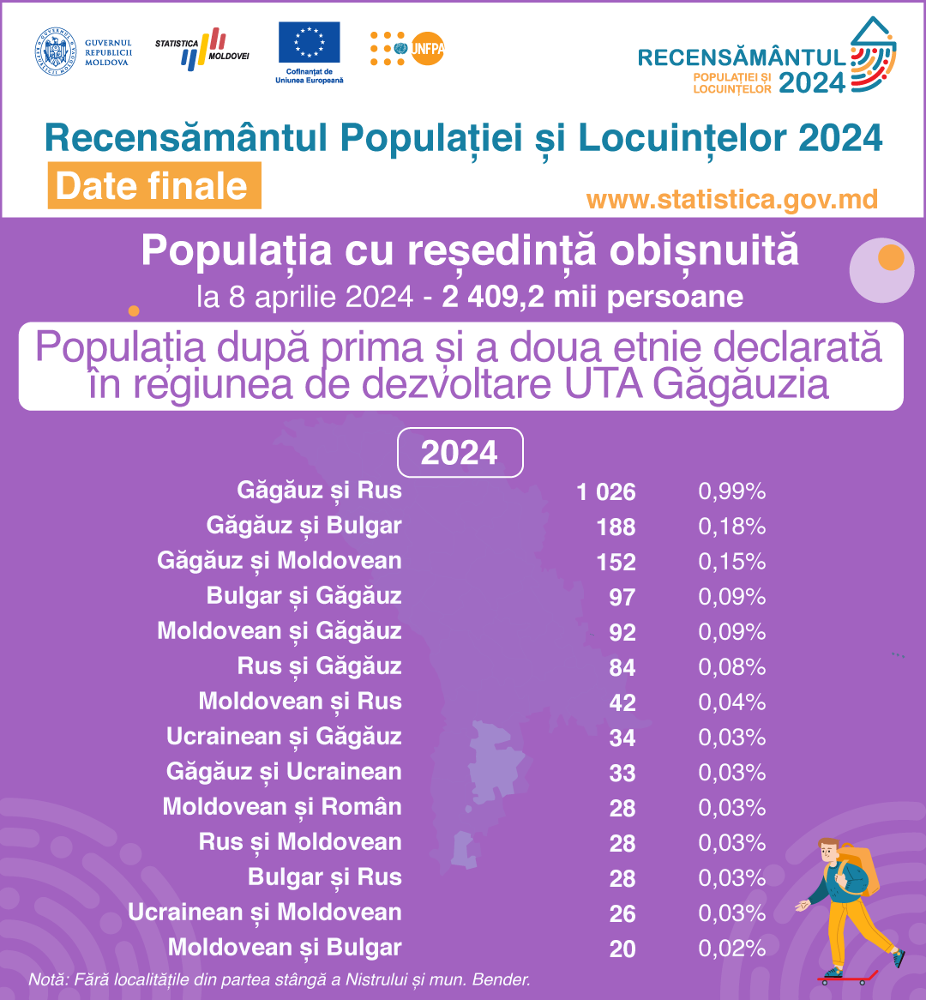 GUVERNUL
REPUBLICII
MOLDOVA
STATISTICA
MOLDOVEI
Cofinanțat de
Uniunea Europeană
UNFPA
RECENSĂMÂNTUL
POPULAȚIEI ȘI
LOCUINȚELOR
2024
Recensământul Populației și Locuințelor 2024
Date finale
www.statistica.gov.md
Populația cu reședință obișnuită
la 8 aprilie 2024 - 2 409,2 mii persoane
Populația după prima și a doua etnie declarată
în regiunea de dezvoltare UTA Găgăuzia
2024
Găgăuz și Rus 1 026 0,99%
Găgăuz și Bulgar 188 0,18%
Găgăuz și Moldovean 152 0,15%
Bulgar și Găgăuz 97 0,09%
Moldovean și Găgăuz 92 0,09%
Rus și Găgăuz 84 0,08%
Moldovean și Rus 42 0,04%
Ucrainean și Găgăuz 34 0,03%
Găgăuz și Ucrainean 33 0,03%
Moldovean și Român 28 0,03%
Rus și Moldovean 28 0,03%
Bulgar și Rus 28 0,03%
Ucrainean și Moldovean 26 0,03%
Moldovean și Bulgar 20 0,02%
Notă: Fără localitățile din partea stângă a Nistrului și mun. Bender.